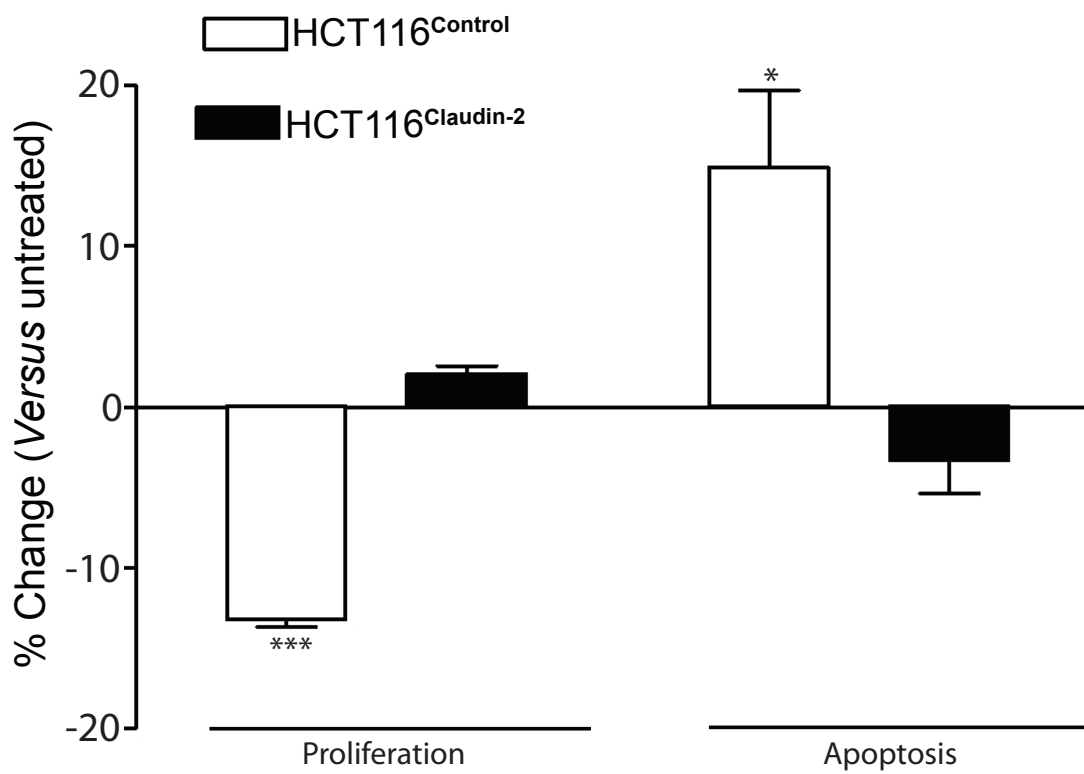 HCT116Control
HCT116Claudin-2
% Change (Versus untreated)
20
10
0
-10
-20
*
***
Proliferation
Apoptosis